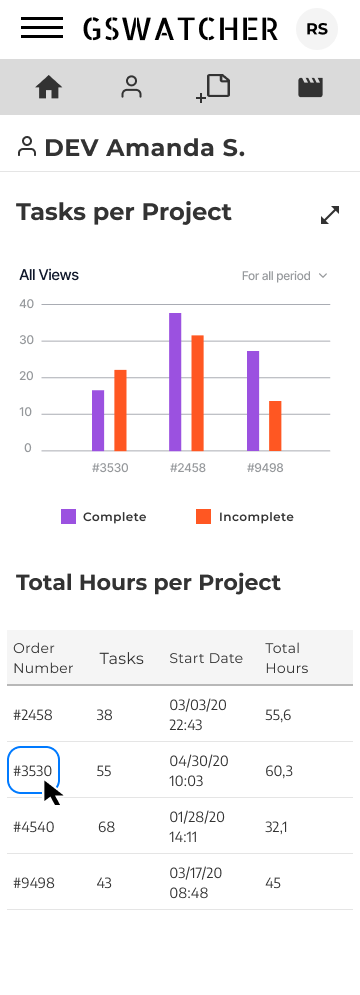 GSWATCHER RS
DEV Amanda S.
Tasks per Project
All Views For all period
40
30
20
10
0
#3530 #2458 #9498
Complete Incomplete
Total Hours per Project
Order Number Tasks Start Date Total Hours
#2458 38 03/03/20 22:43 55,6
#3530 55 04/30/20 10:03 60,3
#4540 68 01/28/20 14:11 32,1
#9498 43 03/17/20 08:48 45